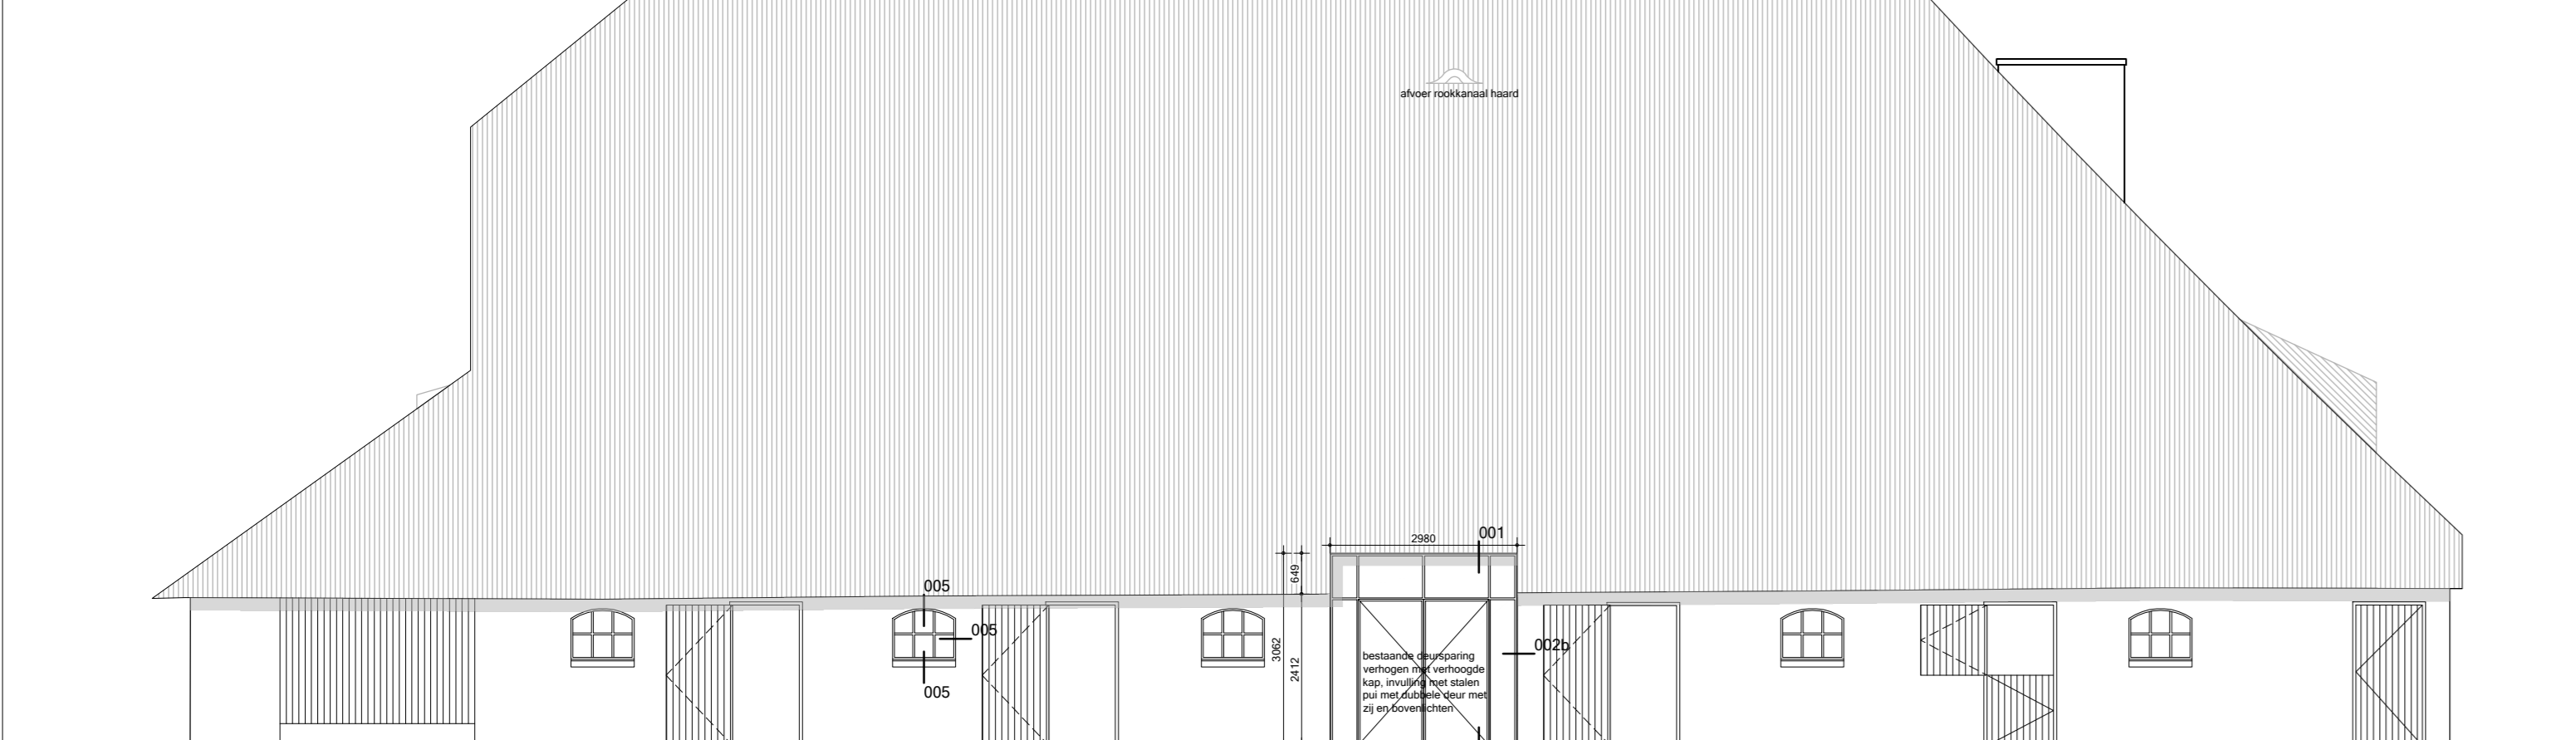 afvoer rookkanaal haard
001
2980
649
005
005
005
3062
2412
002b
bestaande deursparing
verhogen met verhoogde
kap, invulling met stalen
pui met dubbele deur met
zij en bovenlichten